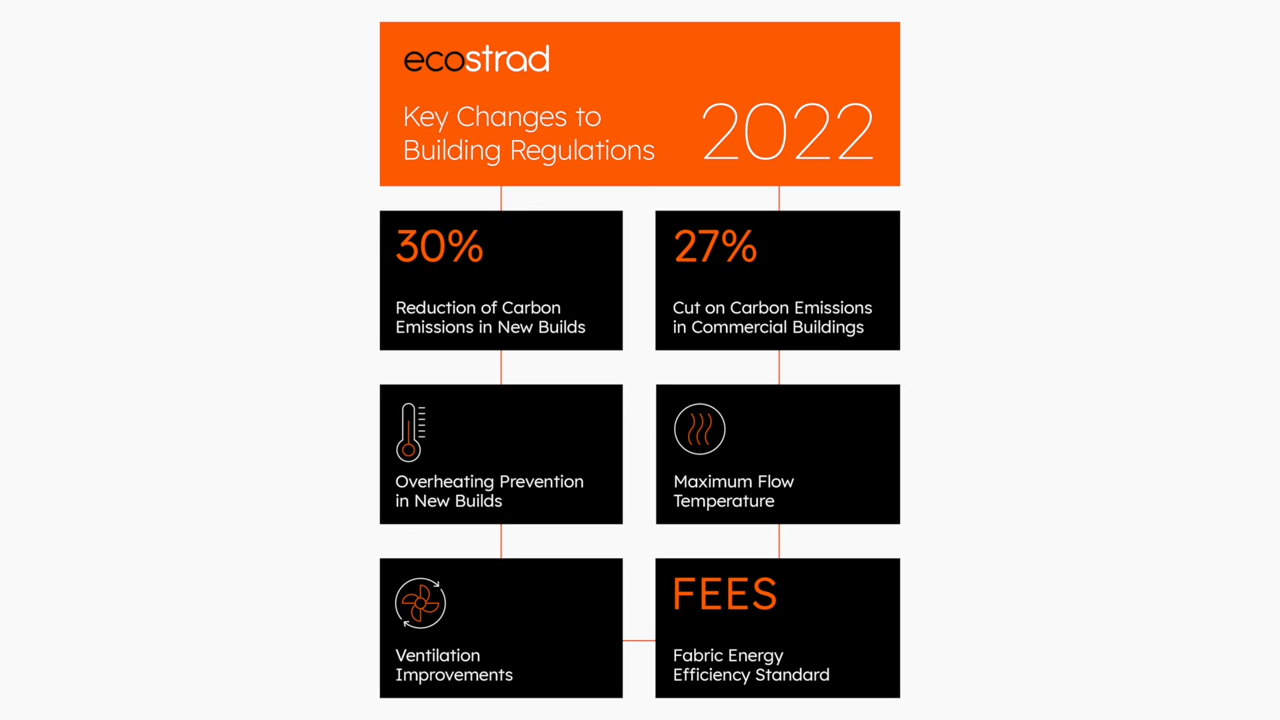 ecostrad
Key Changes to
Building Regulations
2022
30%
Reduction of Carbon
Emissions in New Builds
27%
Cut on Carbon Emissions
in Commercial Buildings
Overheating Prevention
in New Builds
Maximum Flow
Temperature
Ventilation
Improvements
FEES
Fabric Energy
Efficiency Standard